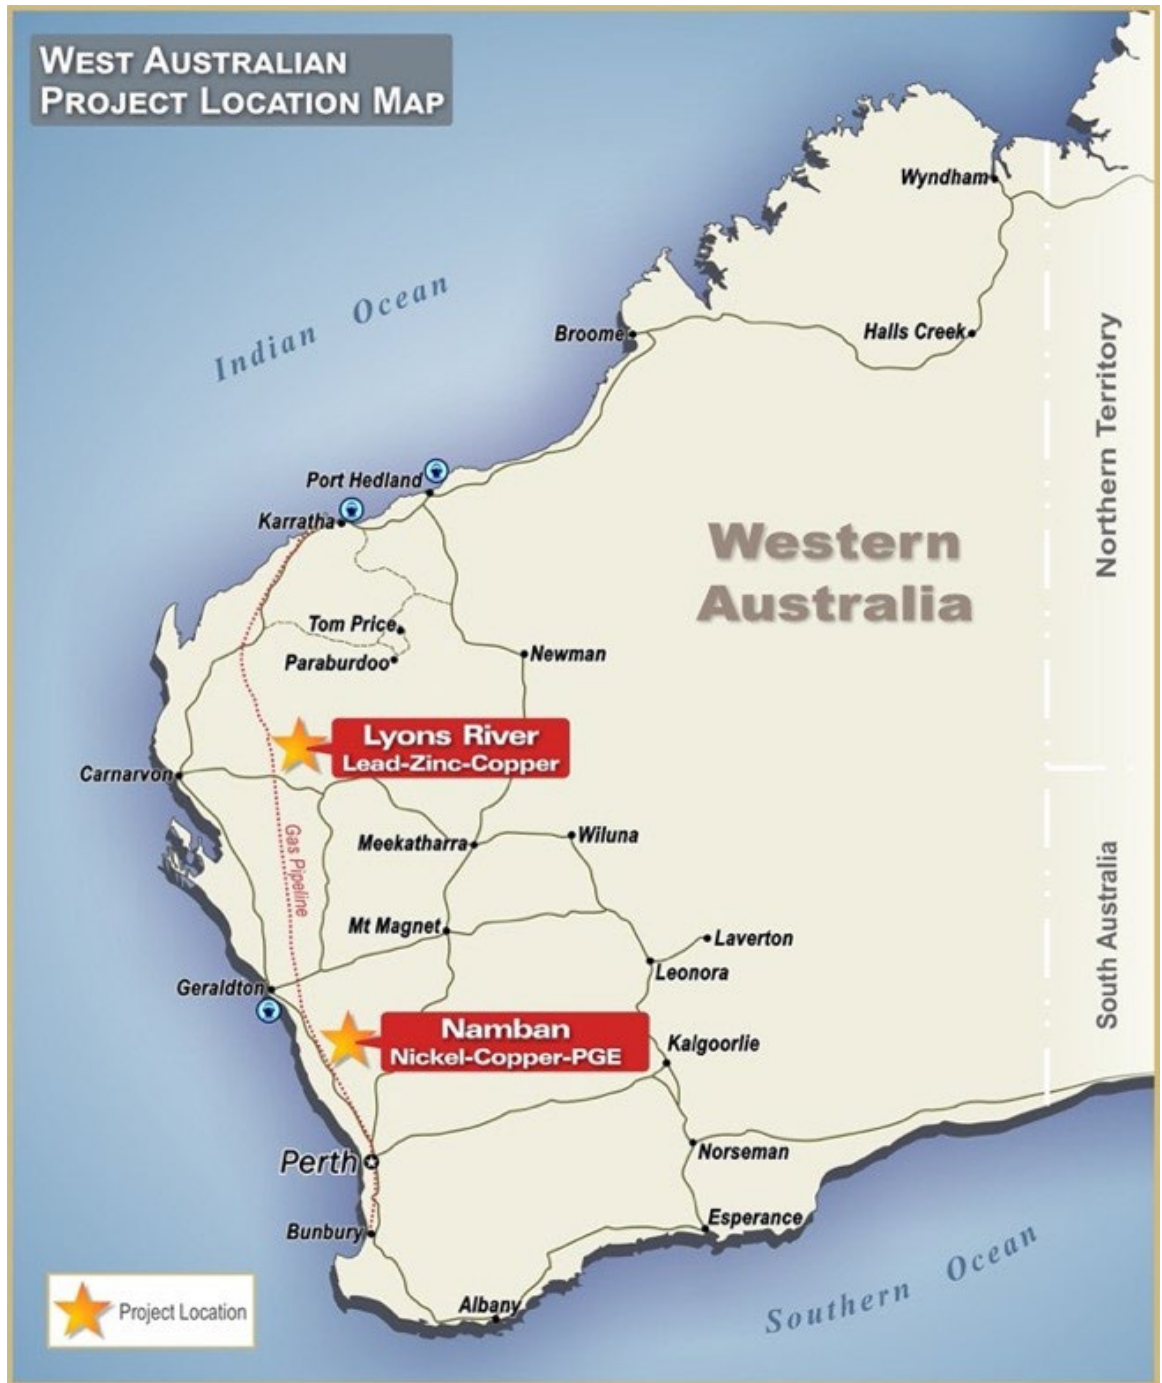 WEST AUSTRALIAN
PROJECT LOCATION MAP
Wyndham
Indian Ocean
Broome
Halls Creek
Northern Territory
Port Hedland
Karratha
Western
Australia
Tom Price
Paraburdoo
Newman
Lyons River
Lead-Zinc-Copper
Carnarvon
Gas Pipeline
Meekatharra
Wiluna
South Australia
Mt Magnet
Laverton
Leonora
Geraldton
Namban
Nickel-Copper-PGE
Kalgoorlie
Perth
Norseman
Bunbury
Esperance
Southern Ocean
Albany
Project Location